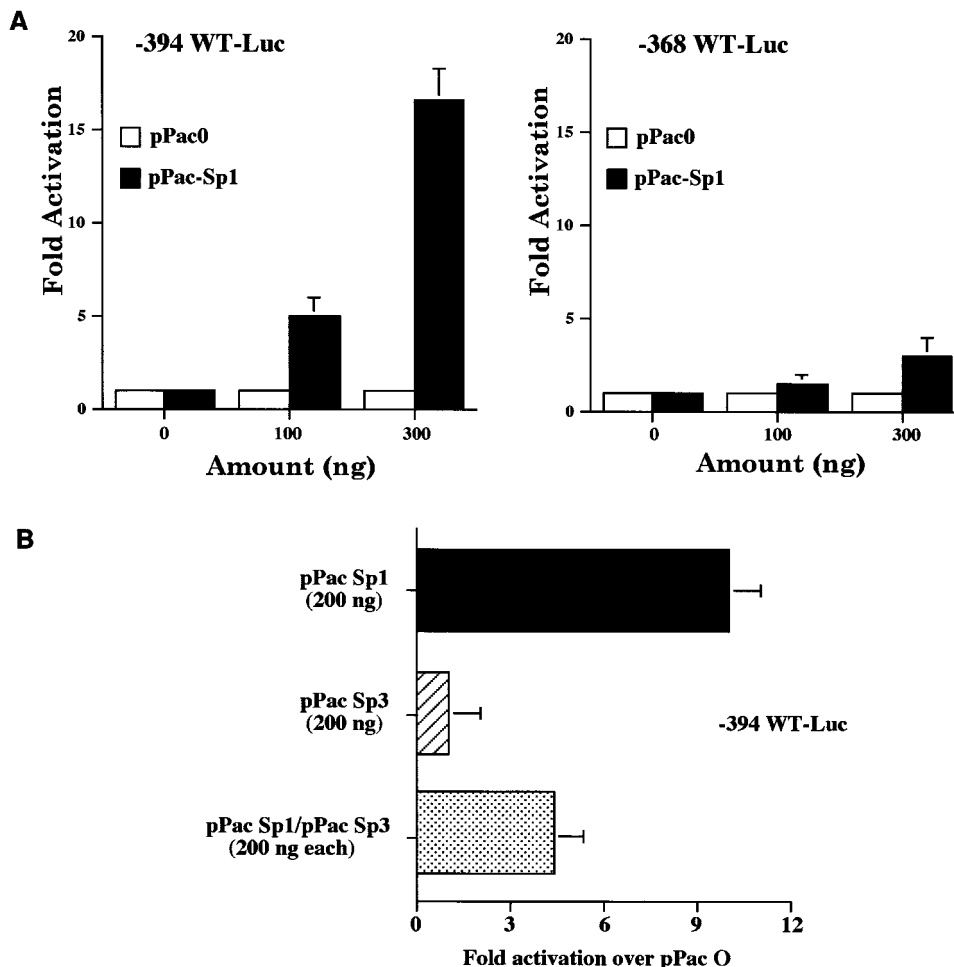 A
-394 WT-Luc
20
15
10
5
0
Fold Activation
pPac0
pPac-Sp1
0 100 300
Amount (ng)
-368 WT-Luc
20
15
10
5
0
Fold Activation
pPac0
pPac-Sp1
0 100 300
Amount (ng)
B
pPac Sp1
(200 ng)
pPac Sp3
(200 ng)
-394 WT-Luc
pPac Sp1/pPac Sp3
(200 ng each)
0 3 6 9 12
Fold activation over pPac O